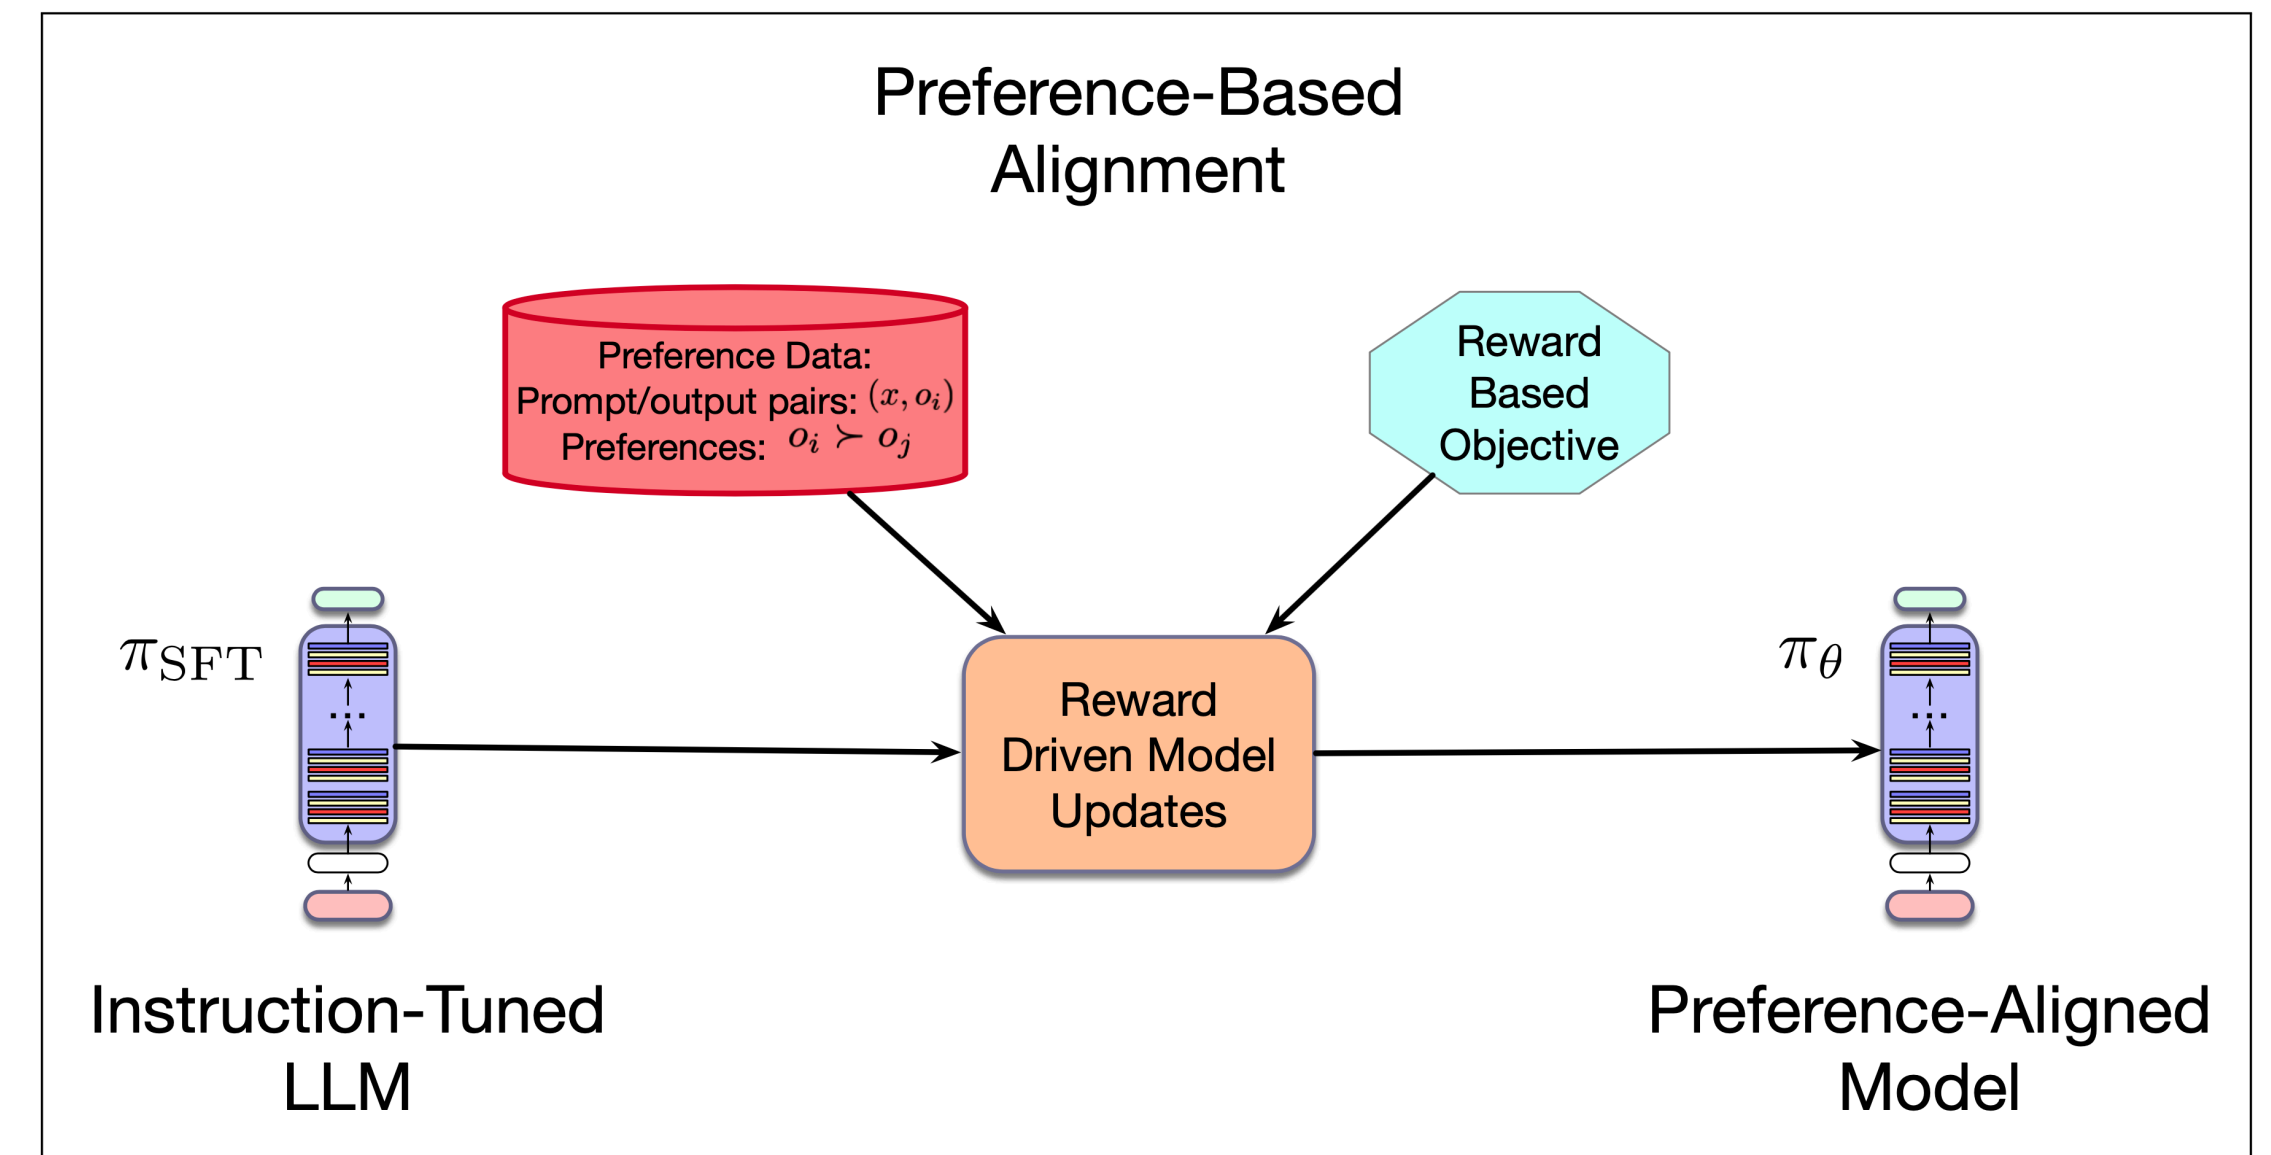 Preference-Based
Alignment
Preference Data:
Prompt/output pairs: (x, o_i)
Preferences: o_i ≻ o_j
Reward
Based
Objective
π_SFT
Reward
Driven Model
Updates
π_θ
...
...
Instruction-Tuned
LLM
Preference-Aligned
Model